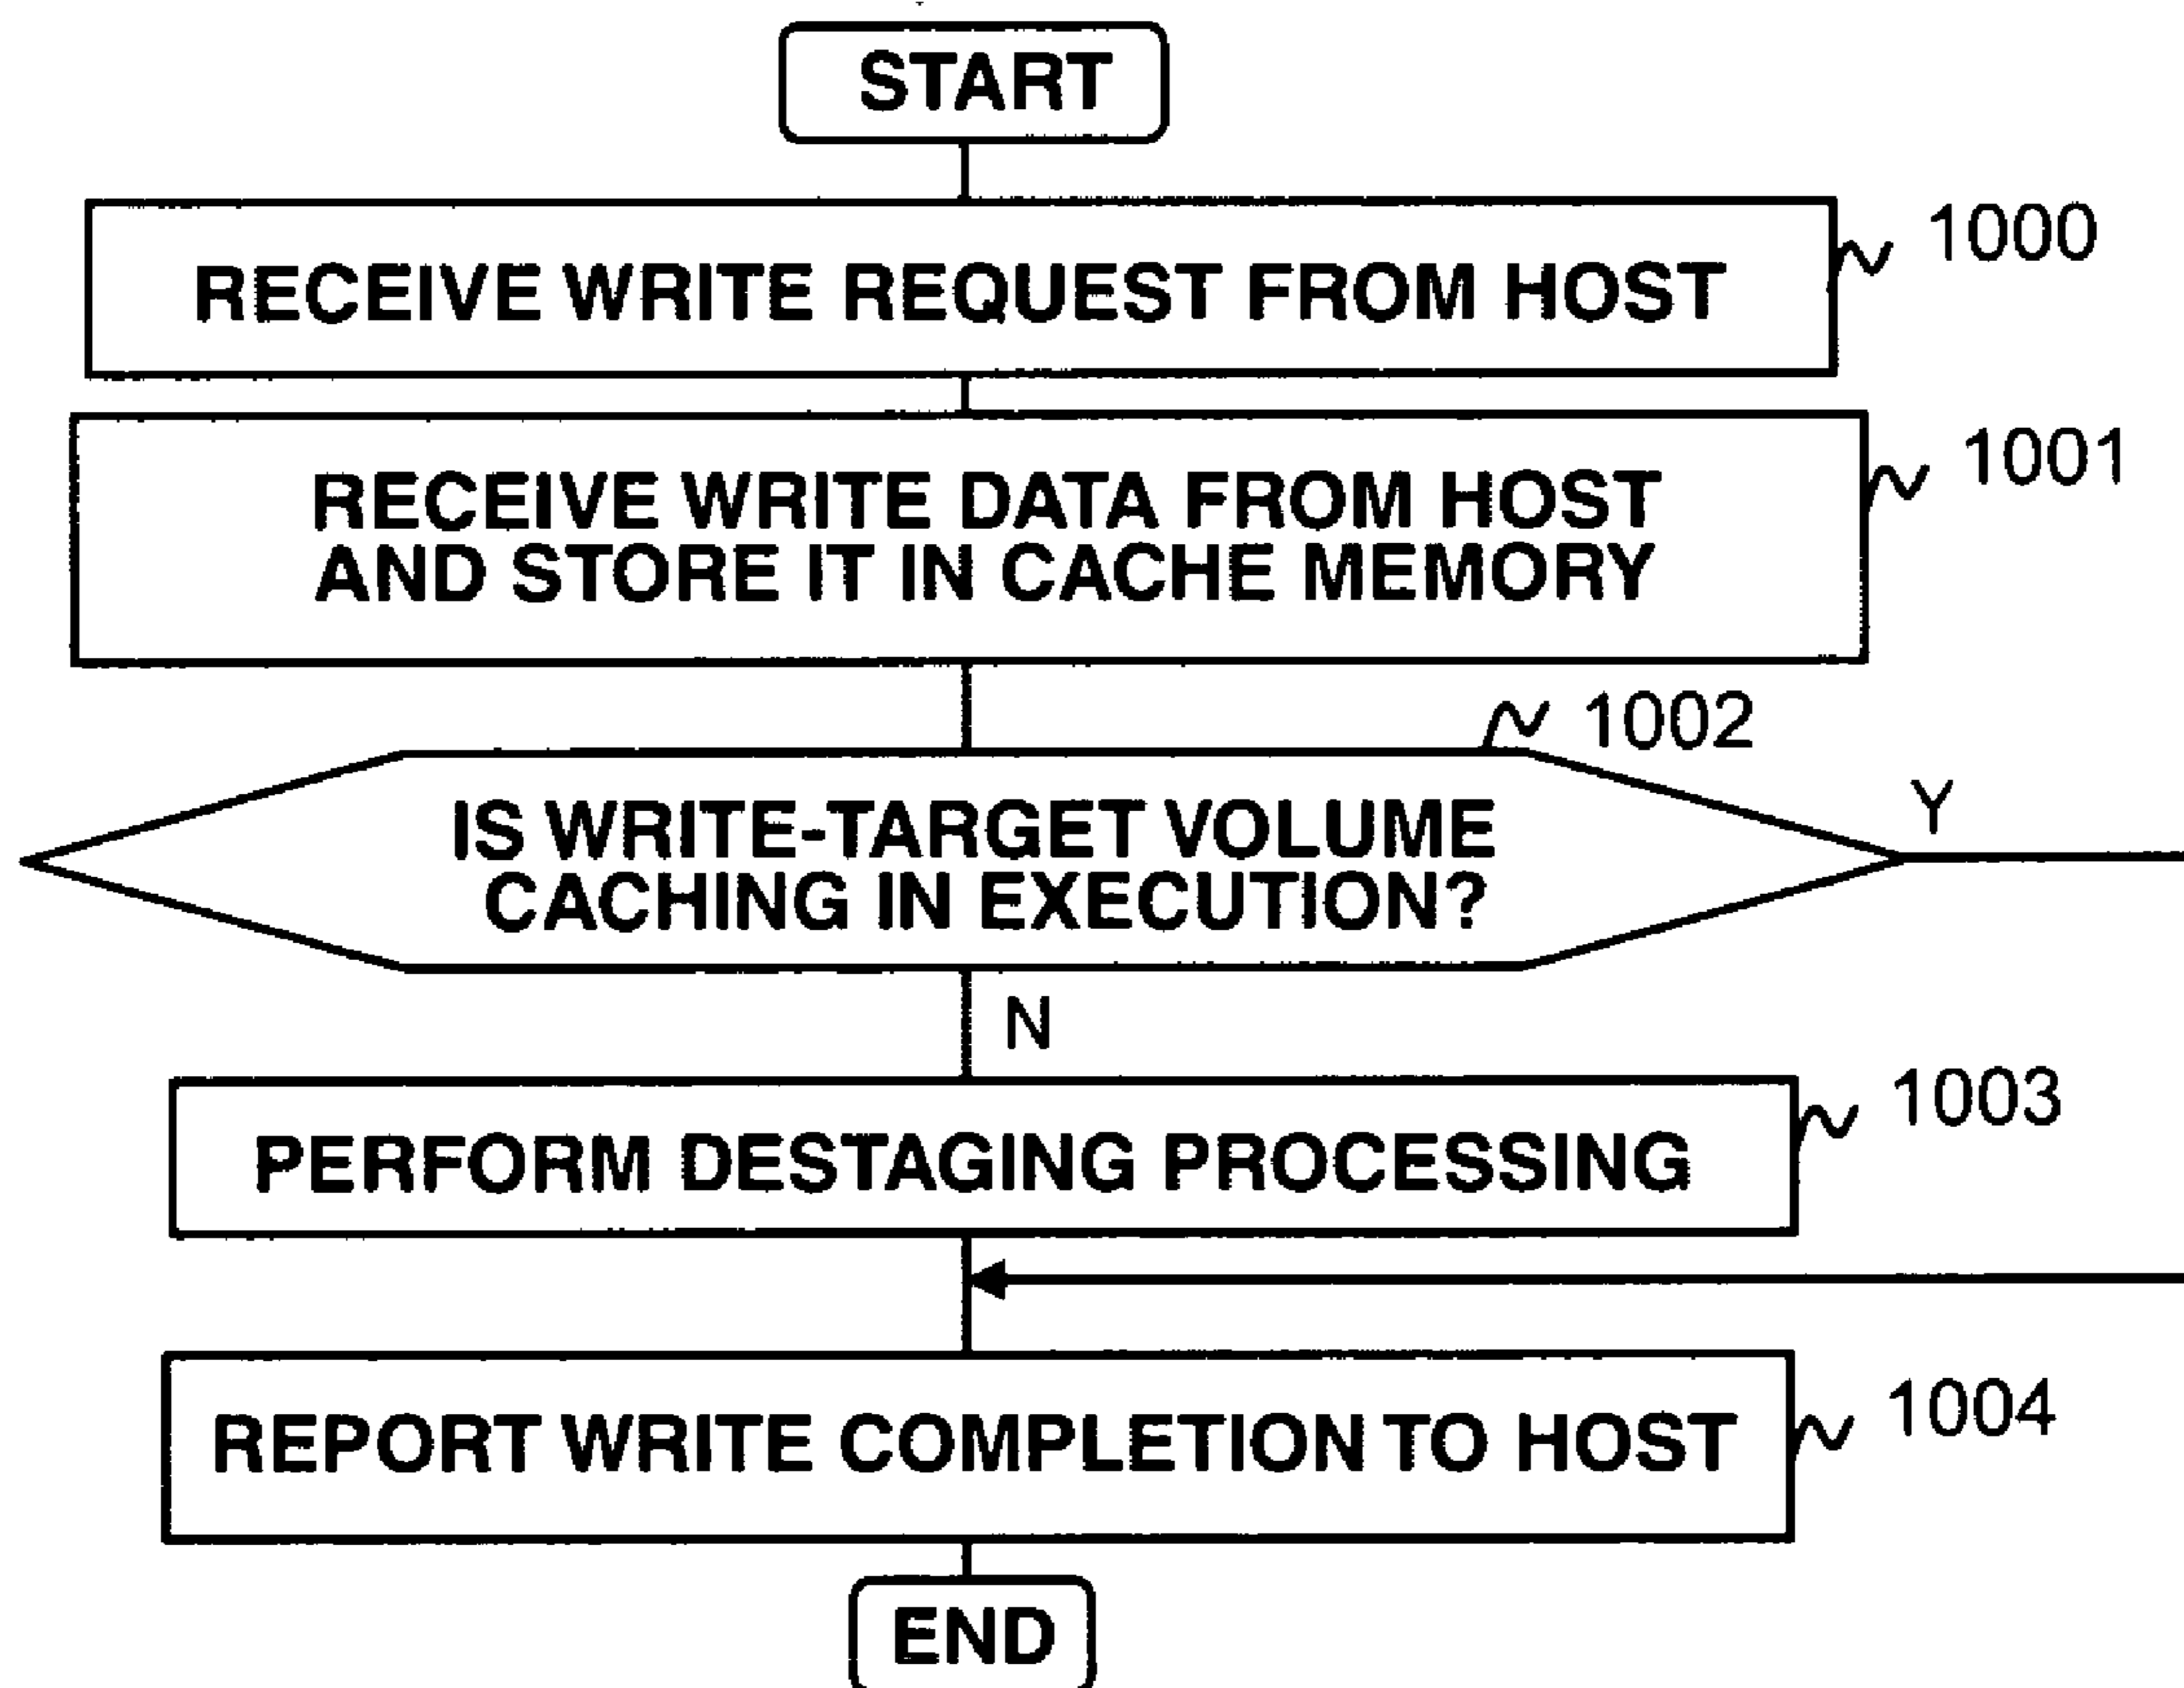 START
RECEIVE WRITE REQUEST FROM HOST
1000
RECEIVE WRITE DATA FROM HOST
AND STORE IT IN CACHE MEMORY
1001
1002
IS WRITE-TARGET VOLUME
CACHING IN EXECUTION?
Y
N
PERFORM DESTAGING PROCESSING
1003
REPORT WRITE COMPLETION TO HOST
1004
END